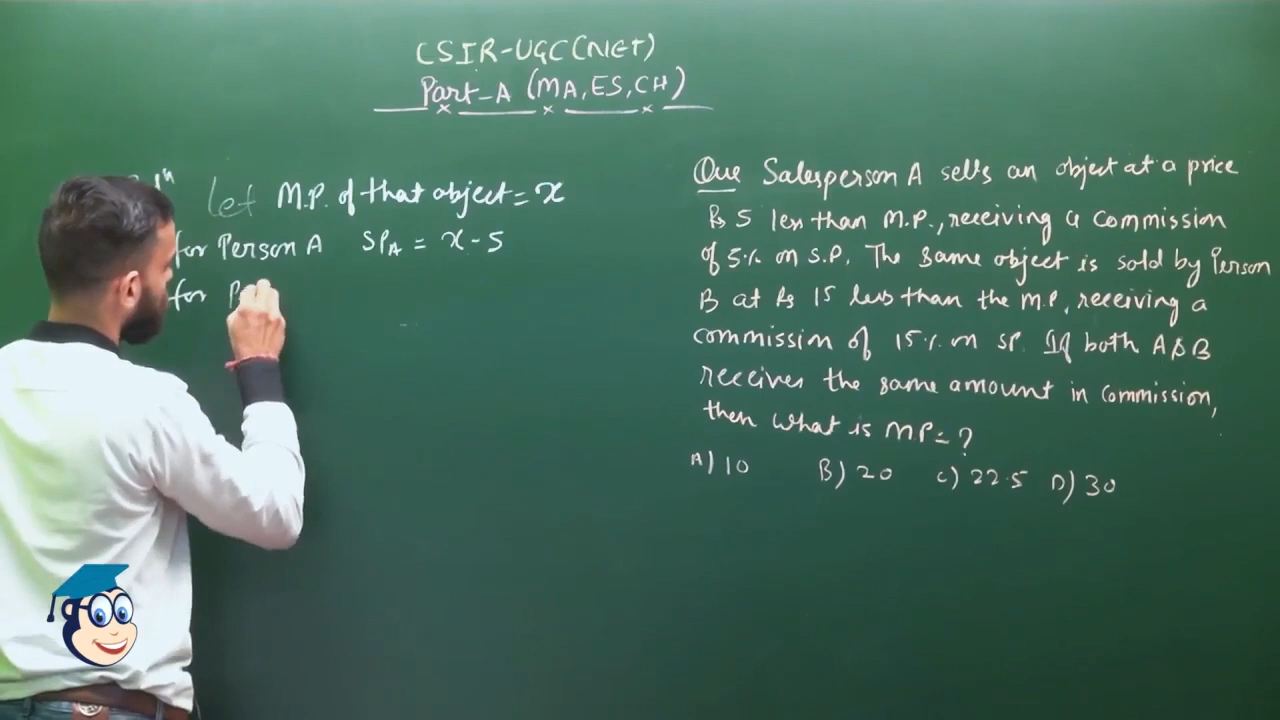 CSIR-UGC(NET)
Part-A (MA, ES, CH)
Let M.P. of that object = x
for Person A SPA = x - 5
for
Que Salesperson A sells an object at a price
Rs 5 less than M.P., receiving a commission
of 5% on S.P. The same object is sold by Person
B at Rs 15 less than the M.P, receiving a
commission of 15% on SP. If both A & B
receives the same amount in commission,
then what is MP=?
A) 10 B) 20 C) 22.5 D) 30